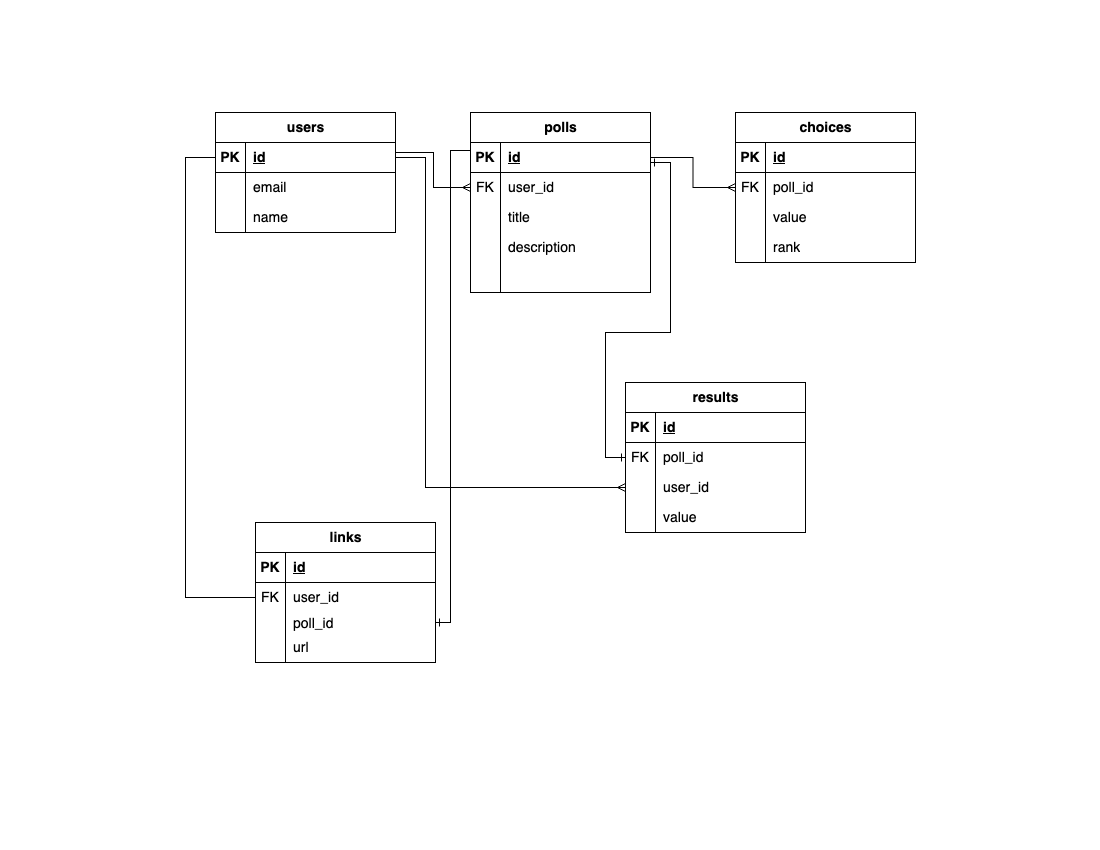 users
PK id
email
name
polls
PK id
FK user_id
title
description
choices
PK id
FK poll_id
value
rank
results
PK id
FK poll_id
user_id
value
links
PK id
FK user_id
poll_id
url